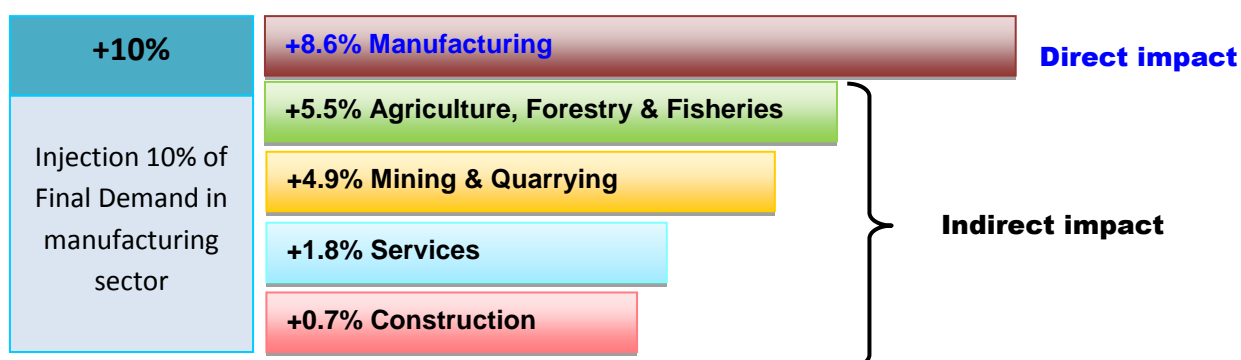 +10%
Injection 10% of
Final Demand in
manufacturing
sector
+8.6% Manufacturing
Direct impact
+5.5% Agriculture, Forestry & Fisheries
+4.9% Mining & Quarrying
+1.8% Services
+0.7% Construction
Indirect impact